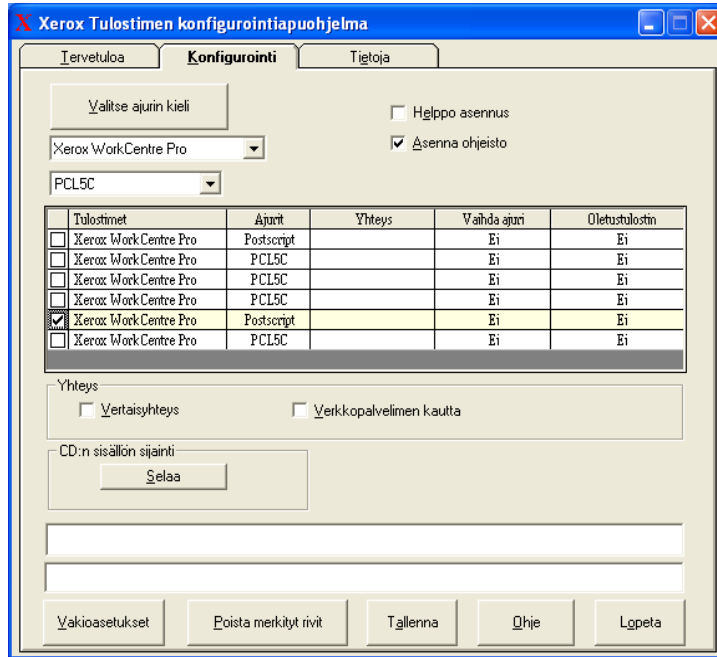 X Xerox Tulostimen konfigurointiapuohjelma
Tervetuloa Konfigurointi Tietoja
Valitse ajurin kieli
Helppo asennus
Xerox WorkCentre Pro
Asenna ohjeisto
PCL5C
Tulostimet Ajurit Yhteys Vaihda ajuri Oletustulostin
Xerox WorkCentre Pro Postscript Ei Ei
Xerox WorkCentre Pro PCL5C Ei Ei
Xerox WorkCentre Pro PCL5C Ei Ei
Xerox WorkCentre Pro PCL5C Ei Ei
Xerox WorkCentre Pro Postscript Ei Ei
Xerox WorkCentre Pro PCL5C Ei Ei
Yhteys
Vertaisyhteys Verkkopalvelimen kautta
CD:n sisällön sijainti
Selaa
Vakioasetukset Poista merkityt rivit Tallenna Ohje Lopeta